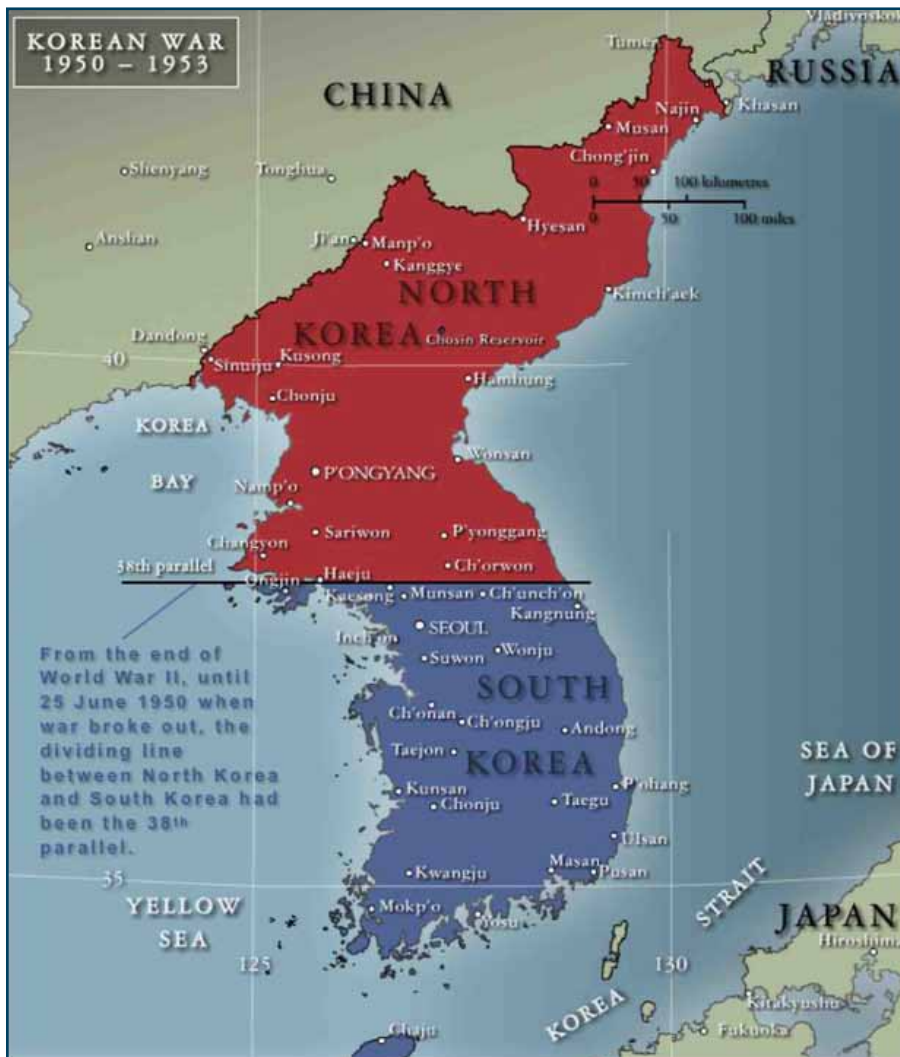 KOREAN WAR
1950 – 1953
Vladivostok
Tumen
RUSSIA
CHINA
Najin
Khasan
Musan
Shenyang
Tonghua
Chong'jin
0 50 100 kilometres
0 50 100 miles
Hyesan
Anshan
Ji'an
Manp'o
Kanggye
NORTH
KOREA
Kimch'aek
Chosin Reservoir
Dandong
40
Sinuiju
Kusong
Hamhung
Chonju
KOREA
BAY
Wonsan
P'ONGYANG
Namp'o
Sariwon
P'yonggang
Changyon
Ch'orwon
38th parallel
Haeju
Ongjin
Kaesong
Munsan
Ch'unch'on
Kangnung
SEOUL
Inch'on
Wonju
Suwon
From the end of
World War II, until
25 June 1950 when
war broke out, the
dividing line
between North Korea
and South Korea had
been the 38th
parallel.
SOUTH
KOREA
Ch'onan
Ch'ongju
Andong
Taejon
SEA OF
JAPAN
P'ohang
Kunsan
Chonju
Taegu
Ulsan
Masan
Pusan
35
Kwangju
YELLOW
SEA
Mokp'o
Yosu
STRAIT
JAPAN
Hiroshima
125
130
KOREA
Kitakyushu
Fukuoka
Chaju